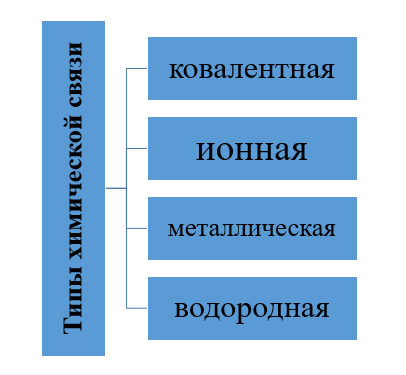 Типы химической связи
ковалентная
ионная
металлическая
водородная